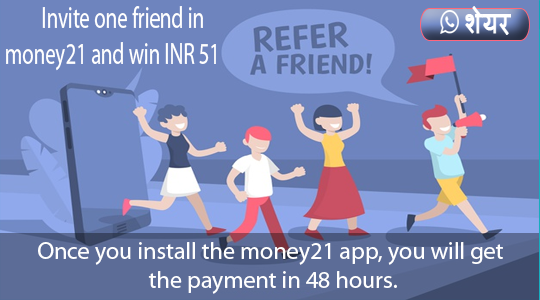 Invite one friend in
money21 and win INR 51
REFER
A FRIEND!
शेयर
Once you install the money21 app, you will get
the payment in 48 hours.